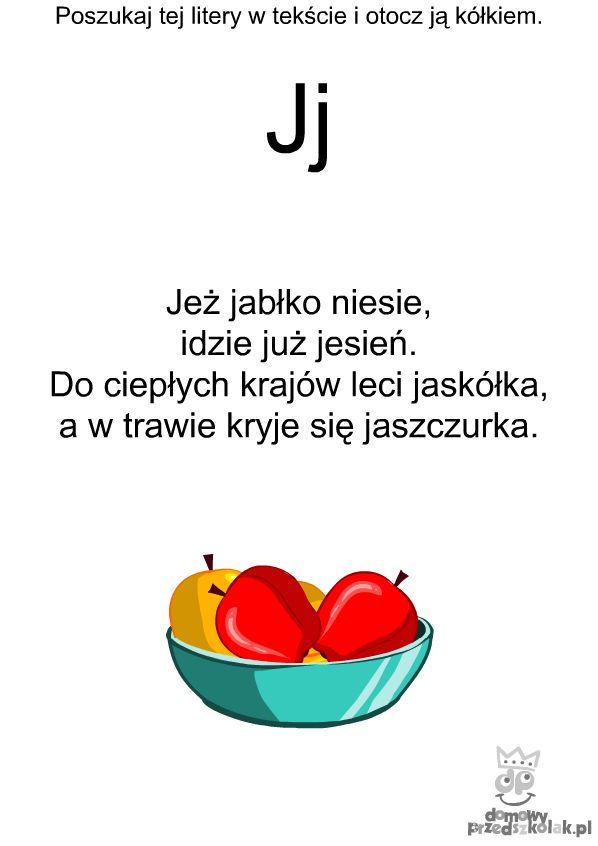 Poszukaj tej litery w tekście i otocz ją kółkiem.
Jj
Jeż jabłko niesie,
idzie już jesień.
Do ciepłych krajów leci jaskółka,
a w trawie kryje się jaszczurka.
dp
domowy
przedszkolak.pl